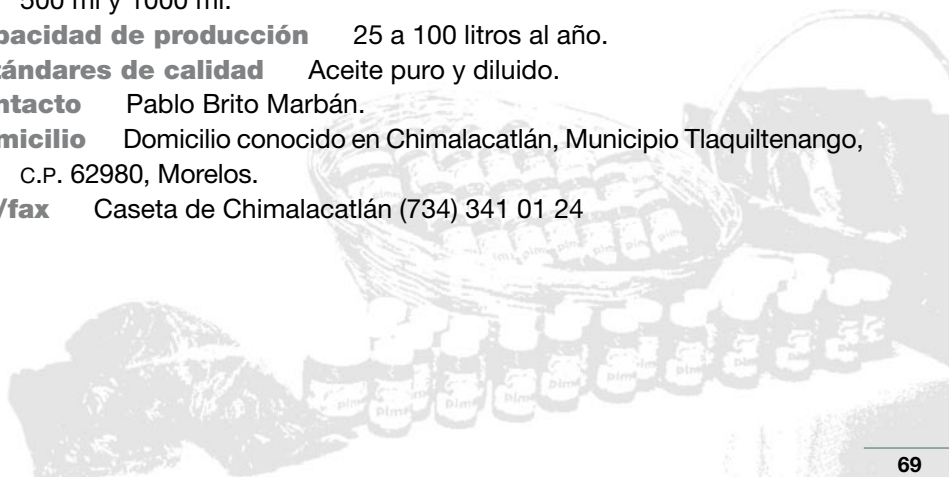 500 ml y 1000 ml.
pacidad de producción 25 a 100 litros al año.
tándares de calidad Aceite puro y diluido.
ntacto Pablo Brito Marbán.
micilio Domicilio conocido en Chimalacatlán, Municipio Tlaquiltenango,
C.P. 62980, Morelos.
/fax Caseta de Chimalacatlán (734) 341 01 24
69